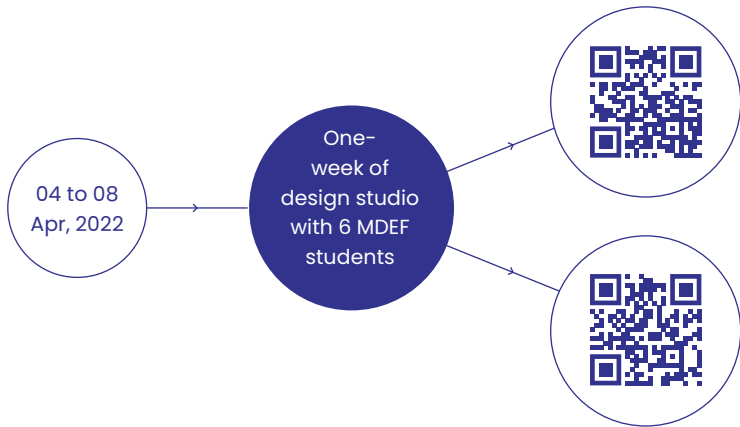 04 to 08
Apr, 2022
One-
week of
design studio
with 6 MDEF
students